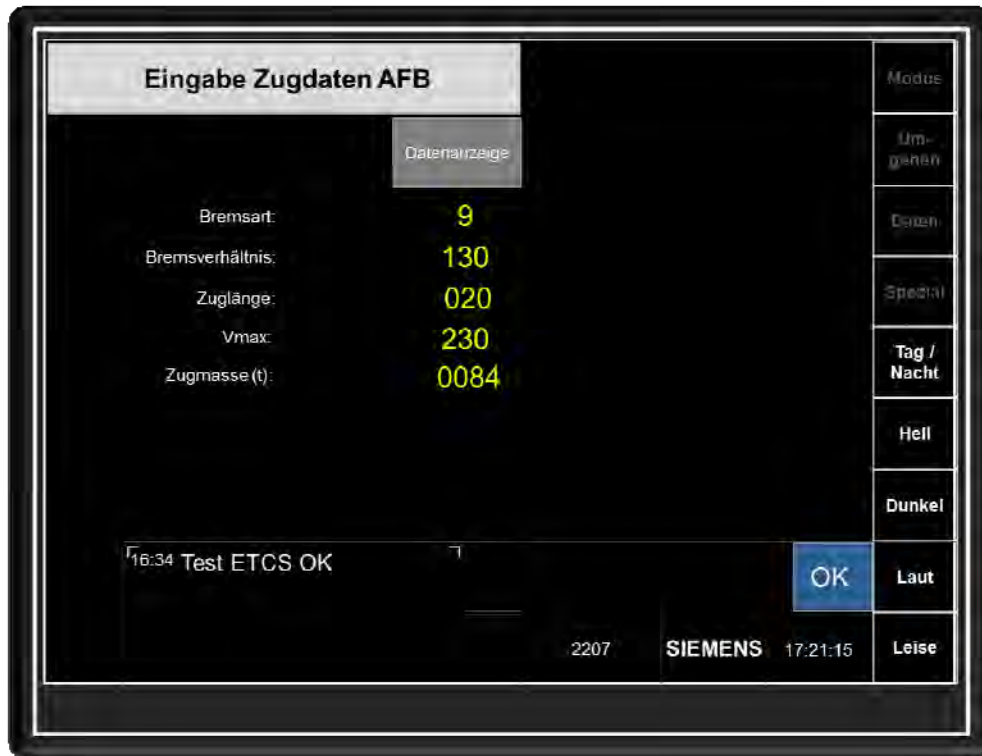 Eingabe Zugdaten AFB
Modus
Datenanzeige
Um-
gehen
Bremsart: 9
Daten
Bremsverhältnis: 130
Zuglänge: 020
Spezial
Vmax: 230
Tag /
Nacht
Zugmasse (t): 0084
Hell
Dunkel
16:34 Test ETCS OK
OK
Laut
2207 SIEMENS 17:21:15
Leise